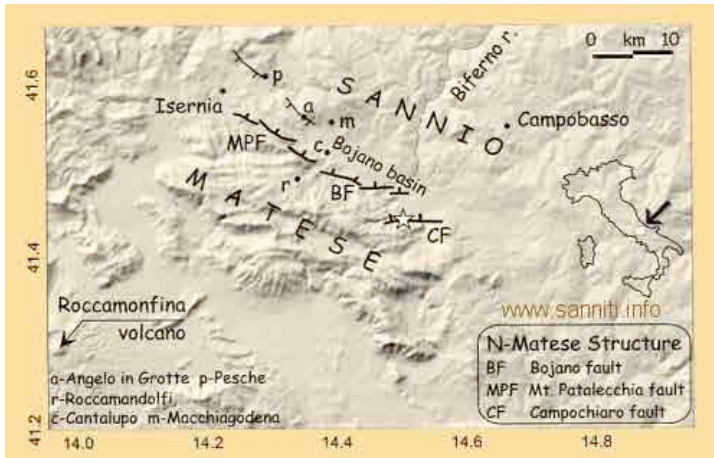 0 km 10
41.6
41.4
41.2
SANNIO
Biferno r.
Isernia
p
a
m
Campobasso
MPF
c
Bojano basin
r
BF
MATESE
CF
Roccamonfina
volcano
www.sanniti.info
N-Matese Structure
BF Bojano fault
MPF Mt. Patalecchia fault
CF Campochiaro fault
a-Angelo in Grotte p-Pesche
r-Roccamandolfi,
c-Cantalupo m-Macchiagodena
14.0 14.2 14.4 14.6 14.8